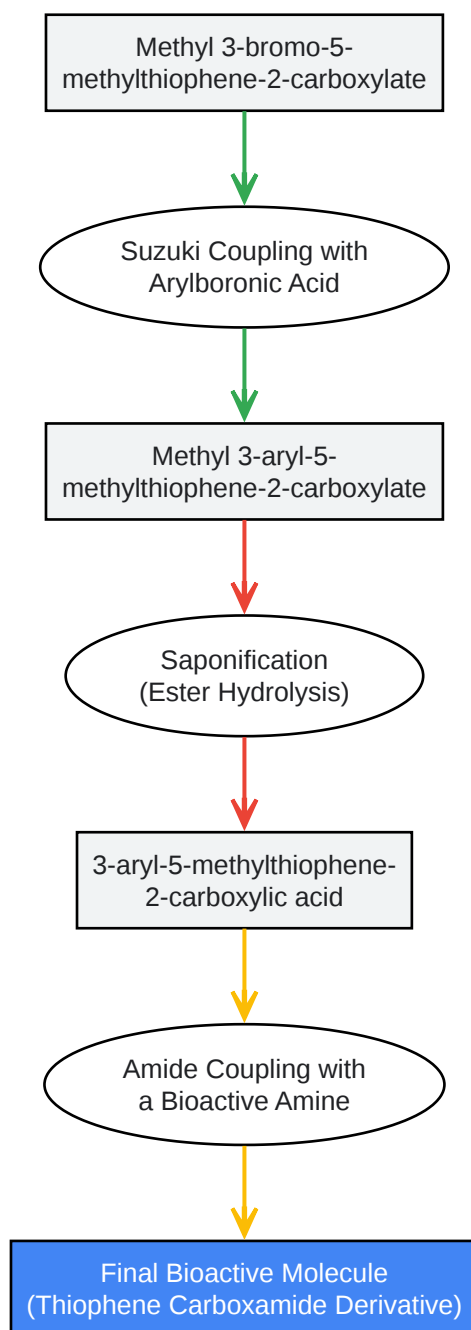 Methyl 3-bromo-5-
methylthiophene-2-carboxylate
Suzuki Coupling with
Arylboronic Acid
Methyl 3-aryl-5-
methylthiophene-2-carboxylate
Saponification
(Ester Hydrolysis)
3-aryl-5-methylthiophene-
2-carboxylic acid
Amide Coupling with
a Bioactive Amine
Final Bioactive Molecule
(Thiophene Carboxamide Derivative)